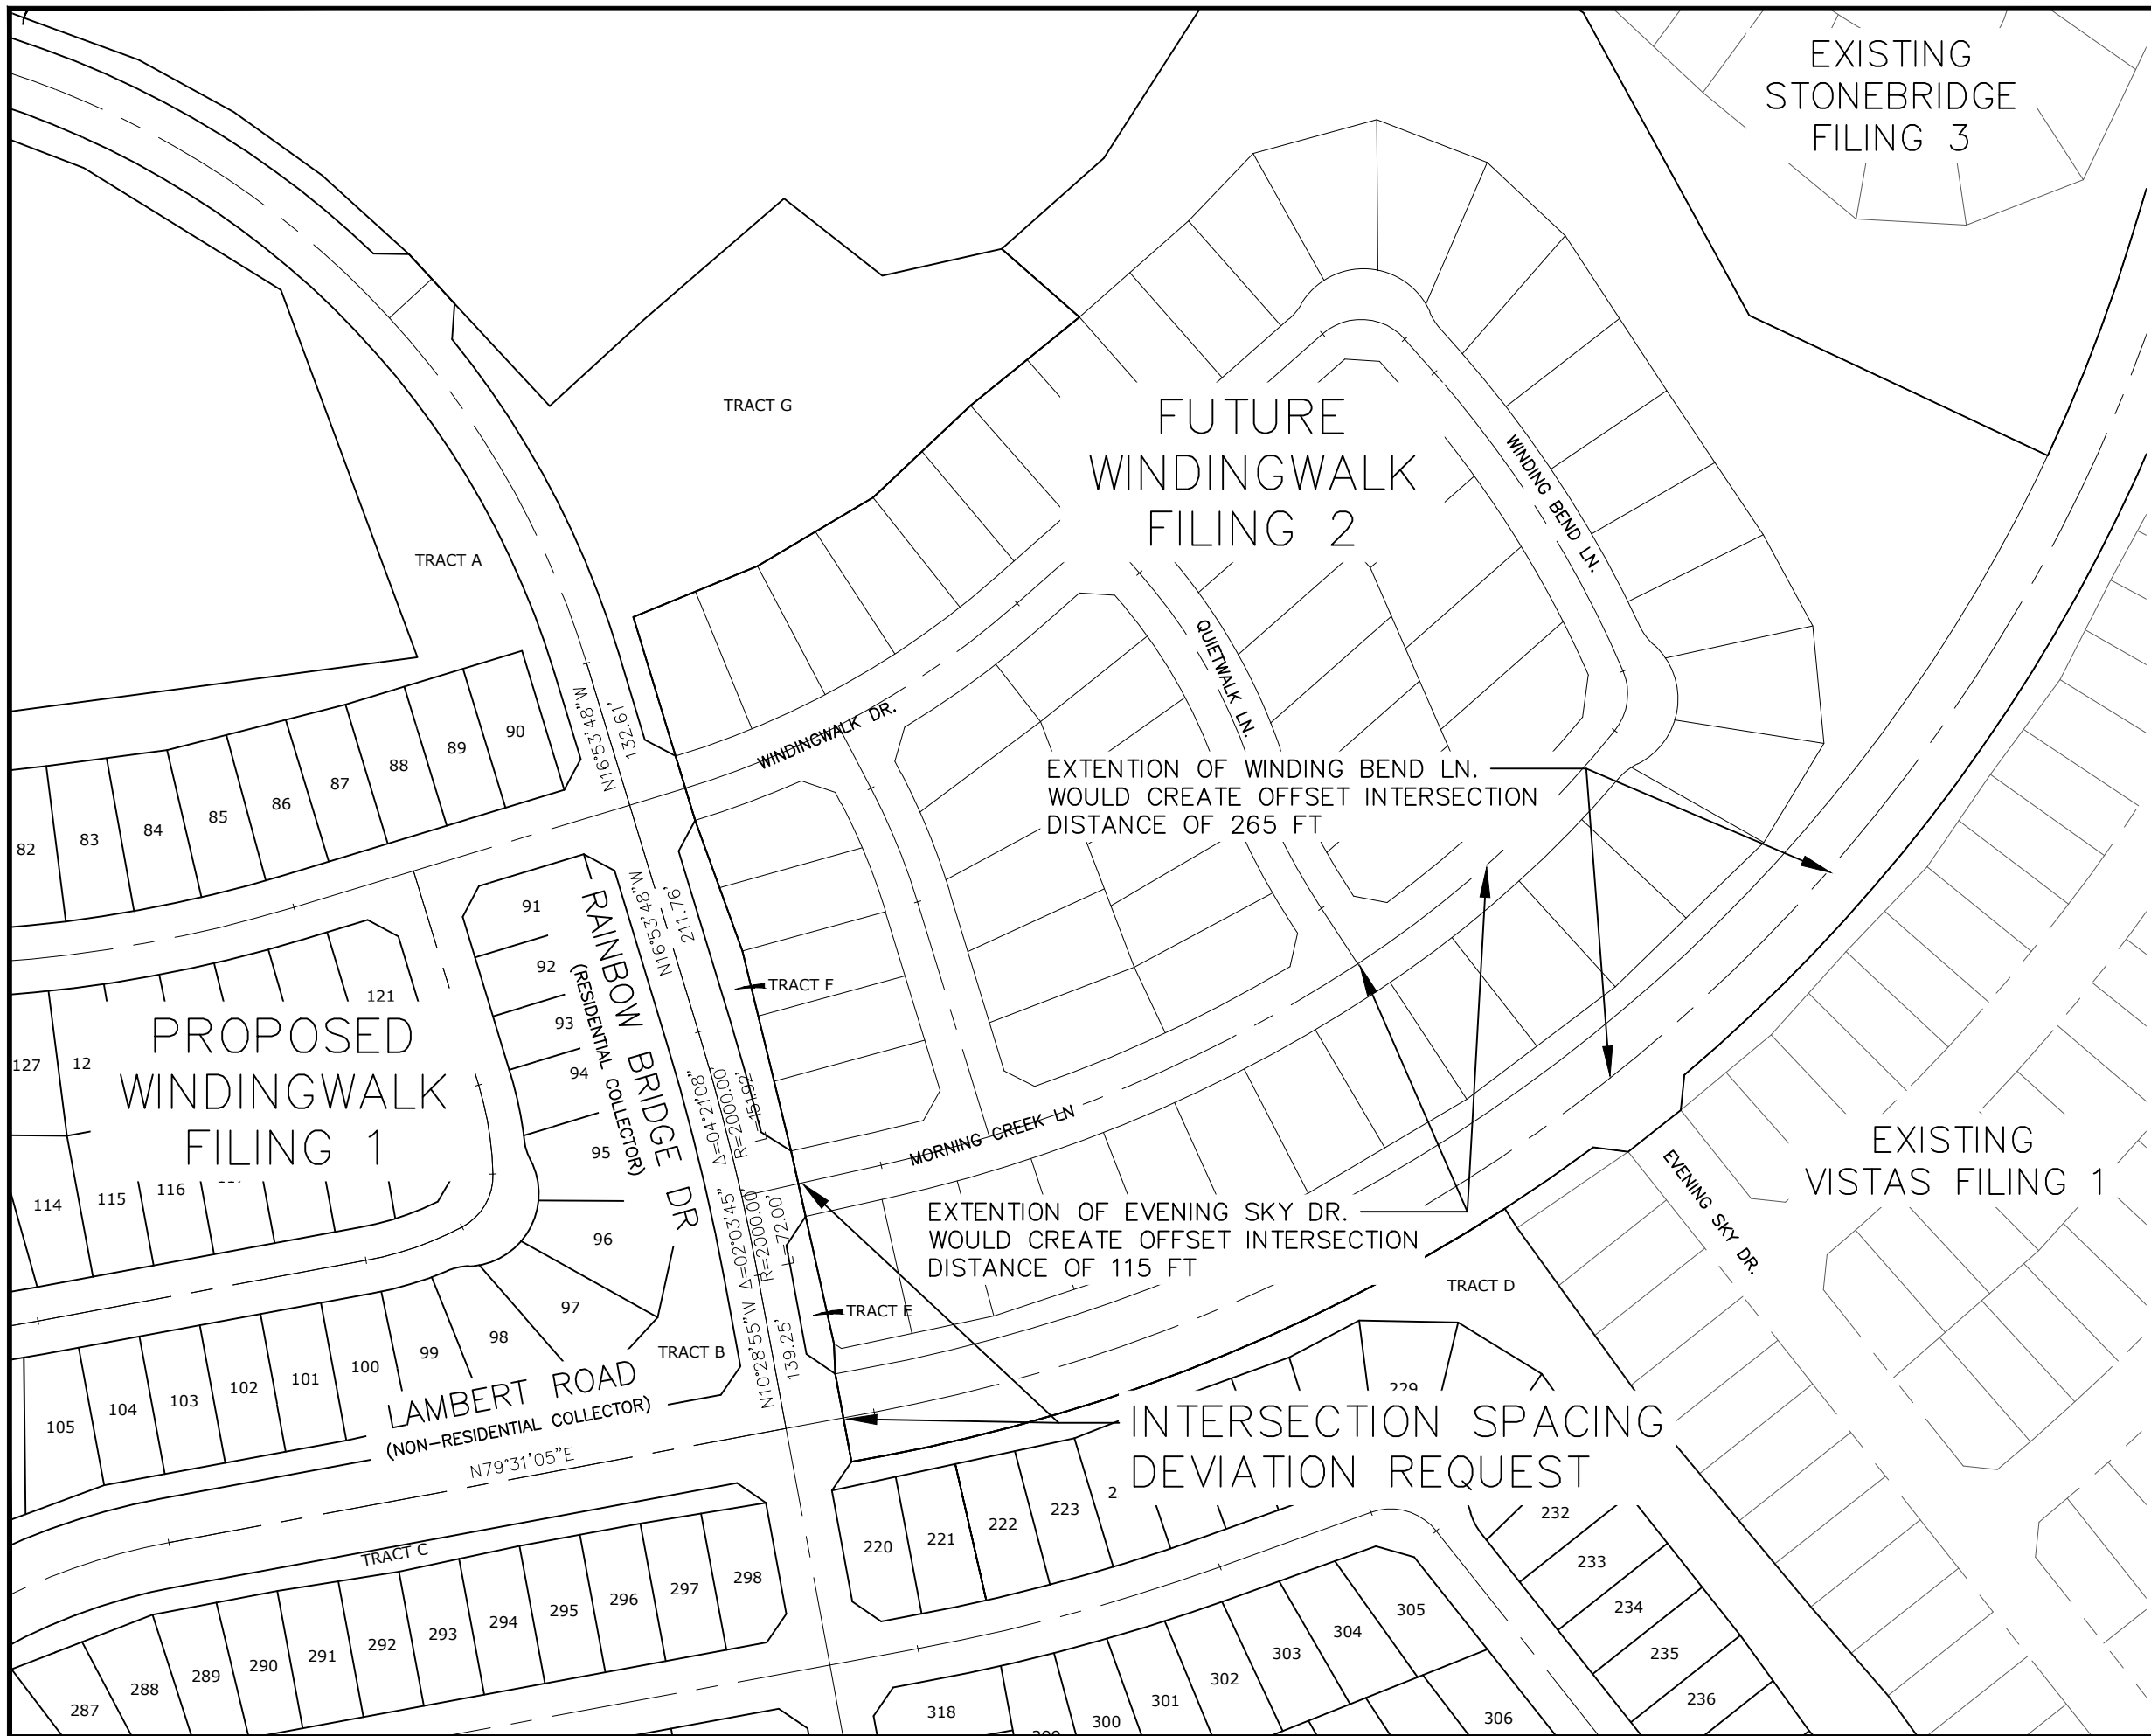 EXISTING
STONEBRIDGE
FILING 3
TRACT G
FUTURE
WINDINGWALK
FILING 2
WINDING BEND LN.
TRACT A
QUIETWALK LN.
WINDINGWALK DR.
N16°53'48"W
132.61'
90
89
88
87
86
85
84
83
82
EXTENTION OF WINDING BEND LN.
WOULD CREATE OFFSET INTERSECTION
DISTANCE OF 265 FT
N16°53'48"W
211.76'
RAINBOW BRIDGE DR
(RESIDENTIAL COLLECTOR)
91
92
93
94
95
96
97
98
99
100
101
102
103
104
105
TRACT F
121
PROPOSED
WINDINGWALK
FILING 1
127
12
114
115
116
Δ=04°21'08"
R=2000.00'
L=151.92'
MORNING CREEK LN
EXISTING
VISTAS FILING 1
EVENING SKY DR.
Δ=02°03'45"
R=2000.00'
L=72.00'
EXTENTION OF EVENING SKY DR.
WOULD CREATE OFFSET INTERSECTION
DISTANCE OF 115 FT
TRACT D
TRACT E
N10°28'55"W
139.25'
TRACT B
LAMBERT ROAD
(NON-RESIDENTIAL COLLECTOR)
N79°31'05"E
229
INTERSECTION SPACING
DEVIATION REQUEST
220
221
222
223
2
232
233
234
235
236
TRACT C
298
297
296
295
294
293
292
291
290
289
288
287
305
304
303
302
301
300
318
306